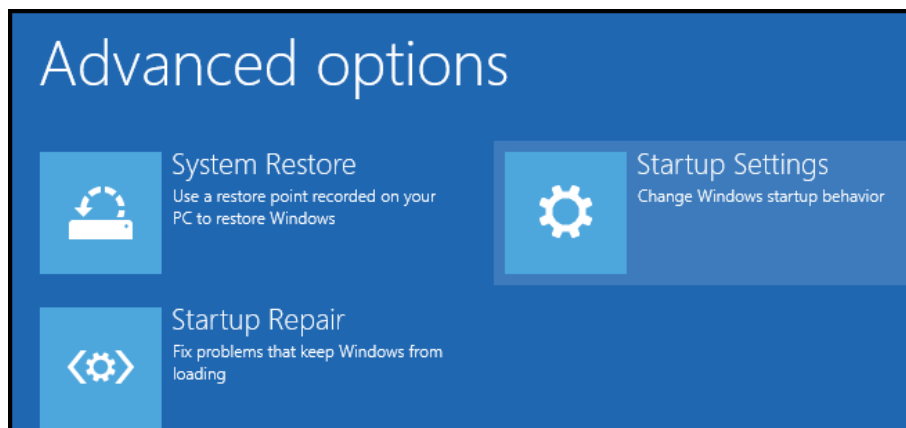 Advanced options
System Restore
Use a restore point recorded on your
PC to restore Windows
Startup Settings
Change Windows startup behavior
Startup Repair
Fix problems that keep Windows from
loading